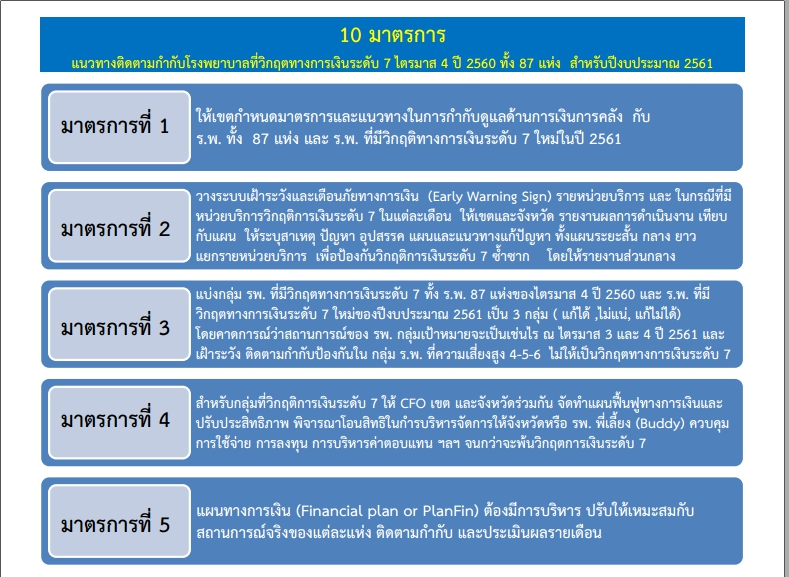 10 มาตรการ
แนวทางติดตามกำกับโรงพยาบาลที่วิกฤตทางการเงินระดับ 7 ไตรมาส 4 ปี 2560 ทั้ง 87 แห่ง สำหรับปีงบประมาณ 2561
มาตรการที่ 1
ให้เขตกำหนดมาตรการและแนวทางในการกำกับดูแลด้านการเงินการคลัง กับ
ร.พ. ทั้ง 87 แห่ง และ ร.พ. ที่มีวิกฤติทางการเงินระดับ 7 ใหม่ในปี 2561
มาตรการที่ 2
วางระบบเฝ้าระวังและเตือนภัยทางการเงิน (Early Warning Sign) รายหน่วยบริการ และ ในกรณีที่มี
หน่วยบริการวิกฤติการเงินระดับ 7 ในแต่ละเดือน ให้เขตและจังหวัด รายงานผลการดำเนินงาน เทียบ
กับแผน ให้ระบุสาเหตุ ปัญหา อุปสรรค แผนและแนวทางแก้ปัญหา ทั้งแผนระยะสั้น กลาง ยาว
แยกรายหน่วยบริการ เพื่อป้องกันวิกฤติการเงินระดับ 7 ซ้ำซาก โดยให้รายงานส่วนกลาง
มาตรการที่ 3
แบ่งกลุ่ม รพ. ที่มีวิกฤตทางการเงินระดับ 7 ทั้ง ร.พ. 87 แห่งของไตรมาส 4 ปี 2560 และ ร.พ. ที่มี
วิกฤตทางการเงินระดับ 7 ใหม่ของปีงบประมาณ 2561 เป็น 3 กลุ่ม ( แก้ได้ ,ไม่แน่, แก้ไม่ได้)
โดยคาดการณ์ว่าสถานการณ์ของ รพ. กลุ่มเป้าหมายจะเป็นเช่นไร ณ ไตรมาส 3 และ 4 ปี 2561 และ
เฝ้าระวัง ติดตามกำกับป้องกันใน กลุ่ม ร.พ. ที่ความเสี่ยงสูง 4-5-6 ไม่ให้เป็นวิกฤตทางการเงินระดับ 7
มาตรการที่ 4
สำหรับกลุ่มที่วิกฤติการเงินระดับ 7 ให้ CFO เขต และจังหวัดร่วมกัน จัดทำแผนฟื้นฟูทางการเงินและ
ปรับประสิทธิภาพ พิจารณาโอนสิทธิในกำรบริหารจัดการให้จังหวัดหรือ รพ. พี่เลี้ยง (Buddy) ควบคุม
การใช้จ่าย การลงทุน การบริหารค่าตอบแทน ฯลฯ จนกว่าจะพ้นวิกฤตการเงินระดับ 7
มาตรการที่ 5
แผนทางการเงิน (Financial plan or PlanFin) ต้องมีการบริหาร ปรับให้เหมะสมกับ
สถานการณ์จริงของแต่ละแห่ง ติดตามกำกับ และประเมินผลรายเดือน